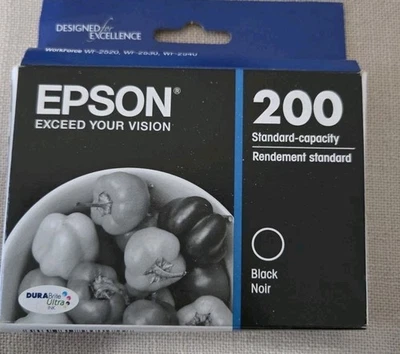 DESIGNED for
EXCELLENCE
WorkForce WF-2520, WF-2530, WF-2540
EPSON®
EXCEED YOUR VISION
200
Standard-capacity
Rendement standard
Black
Noir
DURABrite
Ultra
Ink